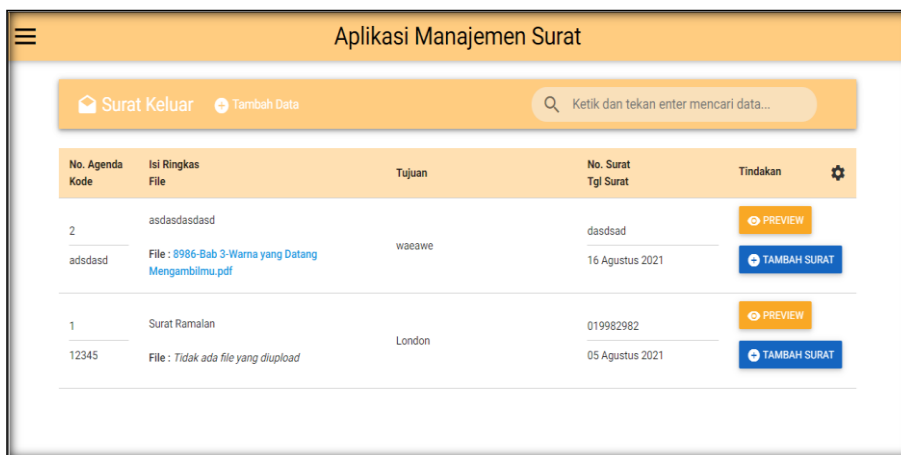 Aplikasi Manajemen Surat
Surat Keluar Tambah Data Ketik dan tekan enter mencari data...
No. Agenda Isi Ringkas Tujuan No. Surat Tindakan
Kode File Tgl Surat
2 asdasdasdasd waeawe dasdsad PREVIEW
adsdasd File : 8986-Bab 3-Warna yang Datang 16 Agustus 2021 TAMBAH SURAT
Mengambilmu.pdf
1 Surat Ramalan London 019982982 PREVIEW
12345 File : Tidak ada file yang diupload 05 Agustus 2021 TAMBAH SURAT